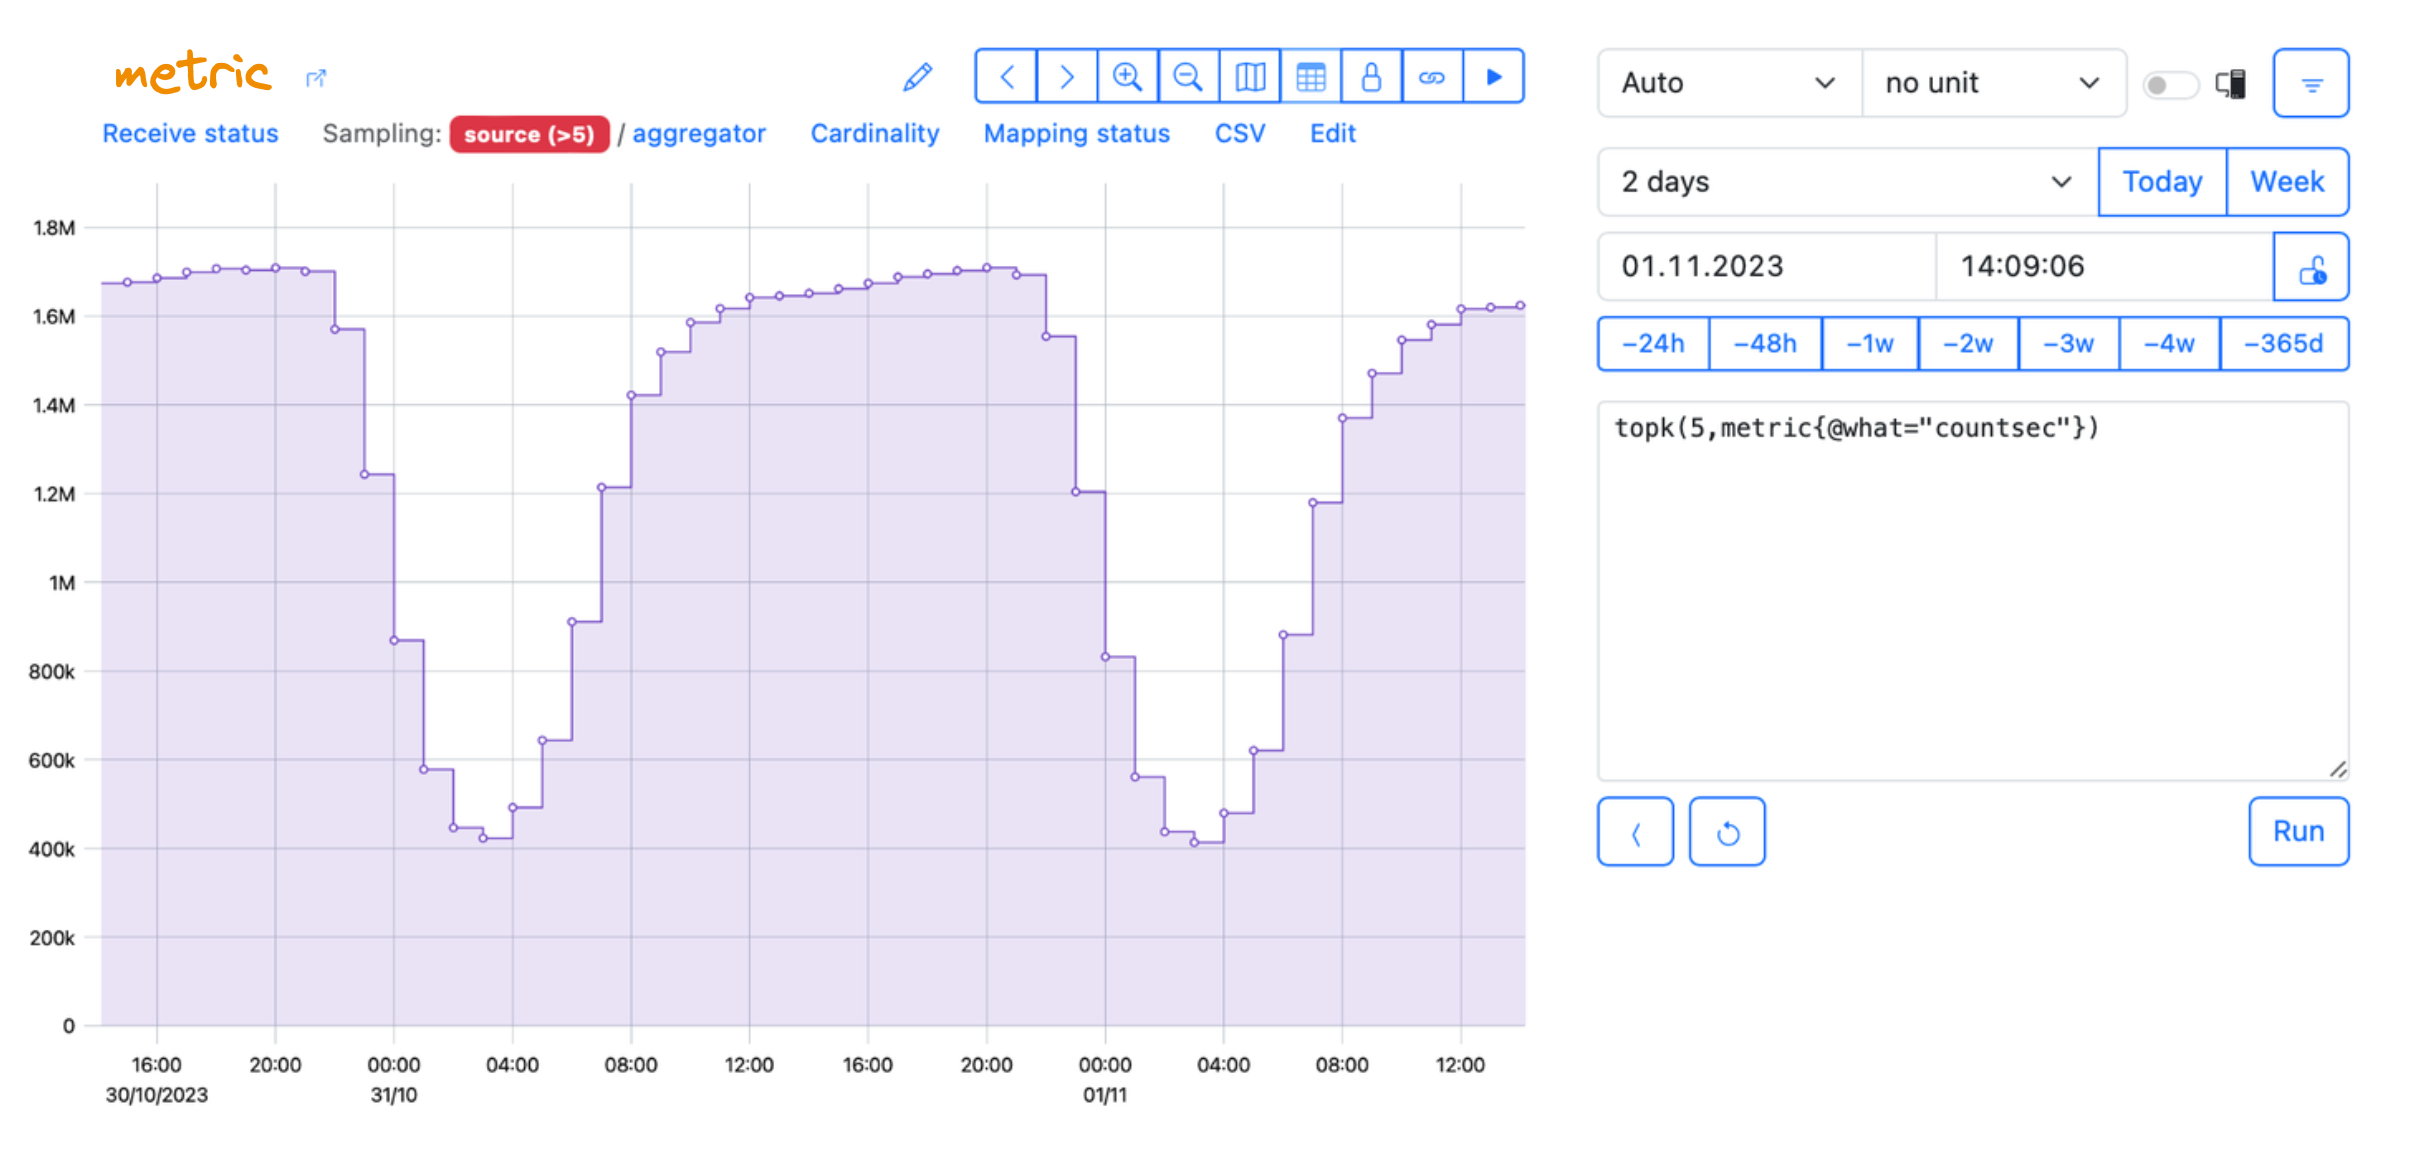 metric
Receive status Sampling: source (>5) / aggregator Cardinality Mapping status CSV Edit
1.8M
1.6M
1.4M
1.2M
1M
800k
600k
400k
200k
0
16:00 20:00 00:00 04:00 08:00 12:00 16:00 20:00 00:00 04:00 08:00 12:00
30/10/2023 31/10 01/11
Auto no unit
2 days Today Week
01.11.2023 14:09:06
−24h −48h −1w −2w −3w −4w −365d
topk(5,metric{@what="countsec"})
Run